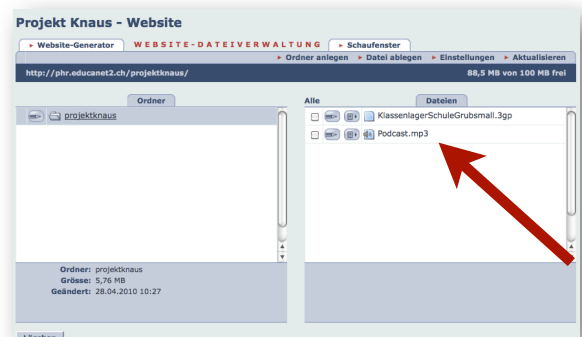 Projekt Knaus - Website
Website-Generator WEBSITE-DATEIVERWALTUNG Schaufenster
Ordner anlegen Datei ablegen Einstellungen Aktualisieren
http://phr.educanet2.ch/projektknaus/ 88,5 MB von 100 MB frei
Ordner
projektknaus
Ordner: projektknaus
Grösse: 5,76 MB
Geändert: 28.04.2010 10:27
Alle Dateien
KlassenlagerSchuleGrubsmall.3gp
Podcast.mp3